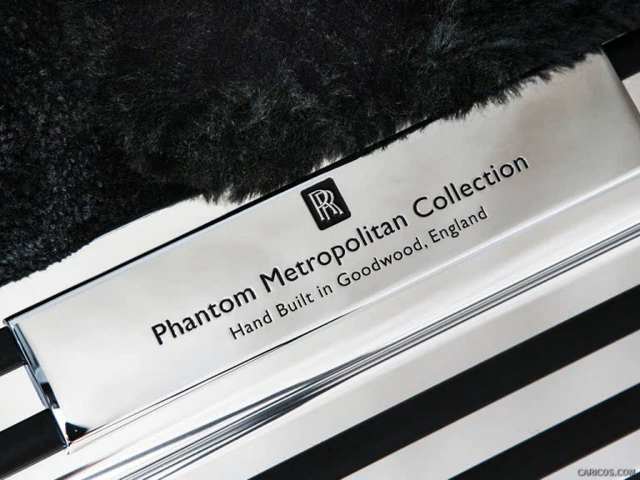 RR
Phantom Metropolitan Collection
Hand Built in Goodwood, England
CARICOS.COM